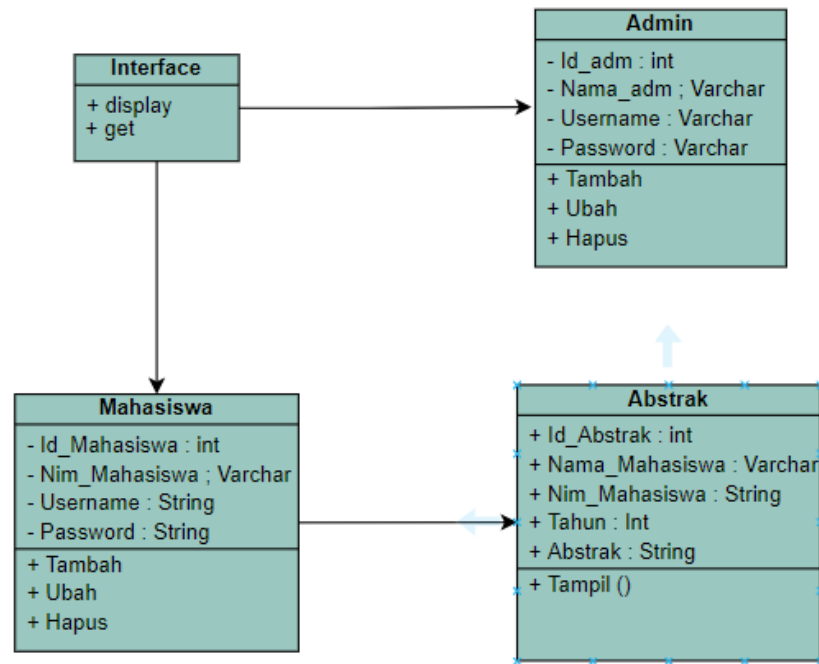 Interface
+ display
+ get
Admin
- Id_adm : int
- Nama_adm ; Varchar
- Username : Varchar
- Password : Varchar
+ Tambah
+ Ubah
+ Hapus
Mahasiswa
- Id_Mahasiswa : int
- Nim_Mahasiswa ; Varchar
- Username : String
- Password : String
+ Tambah
+ Ubah
+ Hapus
Abstrak
+ Id_Abstrak : int
+ Nama_Mahasiswa : Varchar
+ Nim_Mahasiswa : String
+ Tahun : Int
+ Abstrak : String
+ Tampil ()